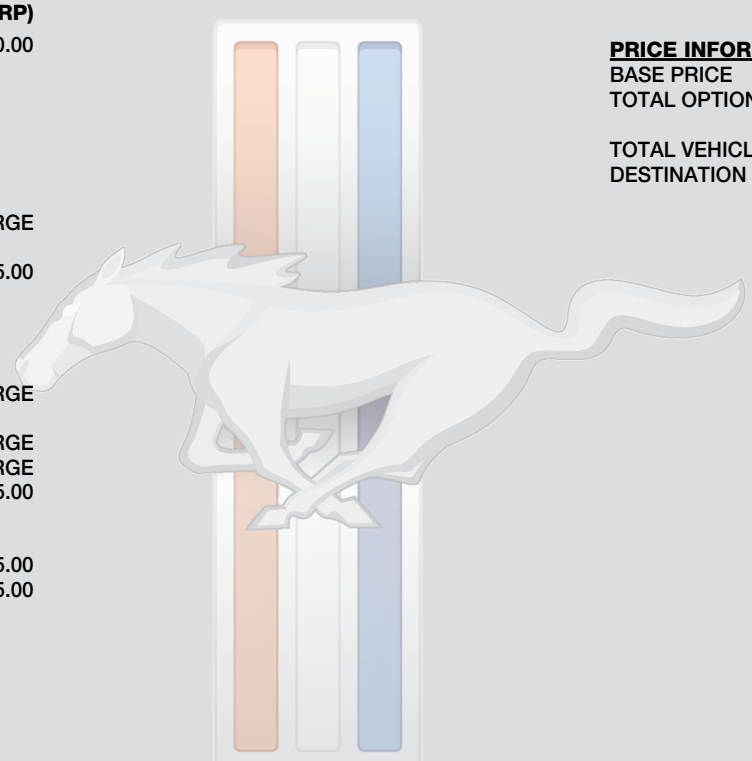 RP)
0.00
RGE
5.00
RGE
RGE
RGE
5.00
5.00
5.00
PRICE INFOR
BASE PRICE
TOTAL OPTION
TOTAL VEHICL
DESTINATION